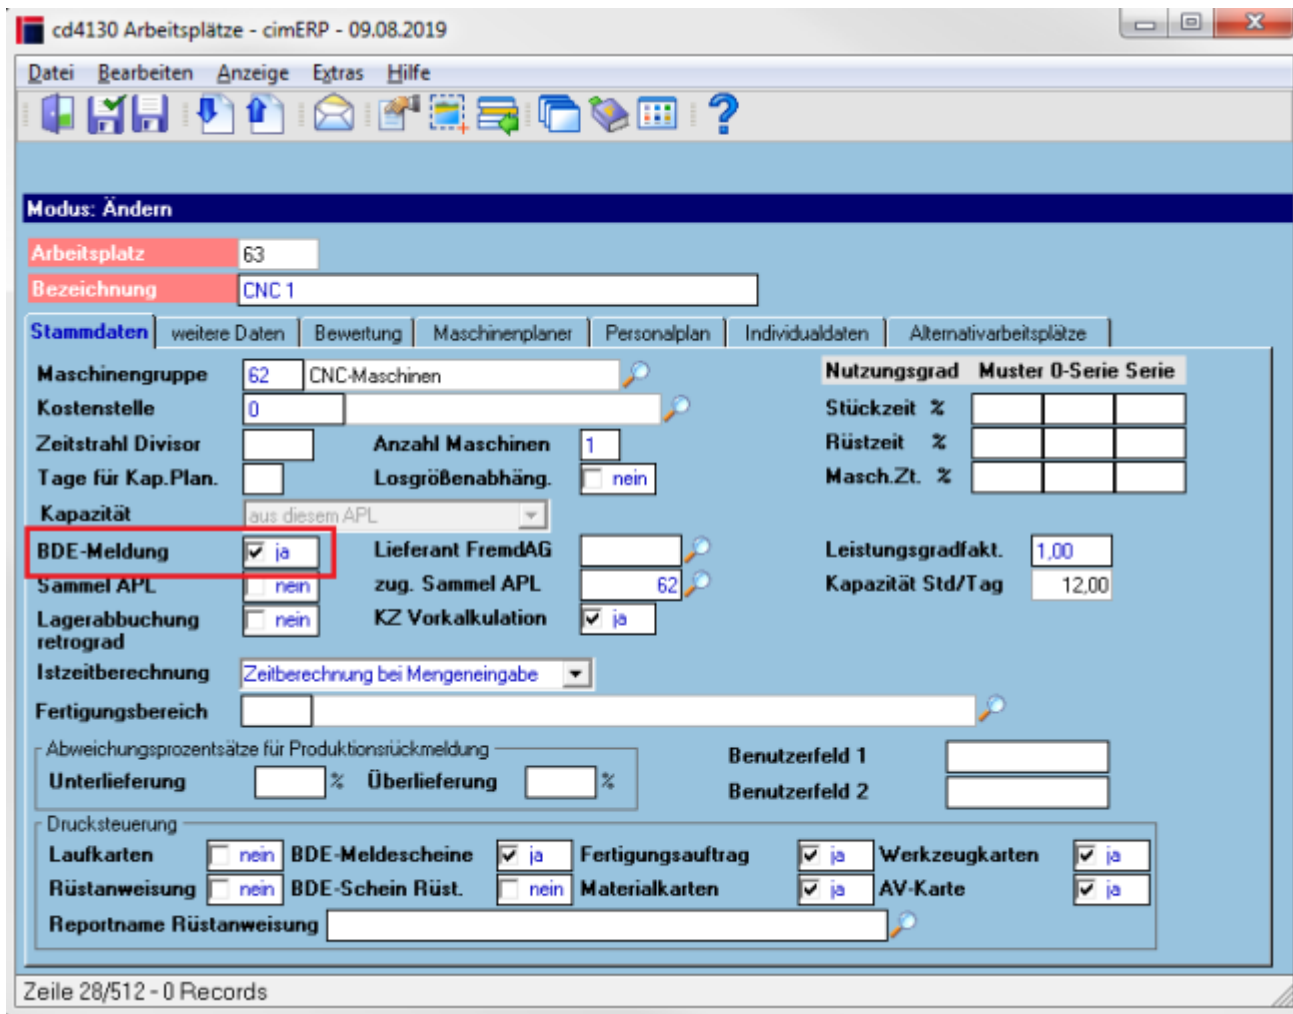 cd4130 Arbeitsplätze - cimERP - 09.08.2019
Datei Bearbeiten Anzeige Extras Hilfe
Modus: Ändern
Arbeitsplatz 63
Bezeichnung CNC 1
Stammdaten weitere Daten Bewertung Maschinenplaner Personalplan Individualdaten Alternativarbeitsplätze
Maschinengruppe 62 CNC-Maschinen Nutzungsgrad Muster 0-Serie Serie
Kostenstelle 0 Stückzeit %
Zeitstrahl Divisor Anzahl Maschinen 1 Rüstzeit %
Tage für Kap.Plan. Losgrößenabhäng. nein Masch.Zt. %
Kapazität aus diesem APL
BDE-Meldung ja Lieferant FremdAG Leistungsgradfakt. 1,00
Sammel APL nein zug. Sammel APL 62 Kapazität Std/Tag 12,00
Lagerabbuchung nein KZ Vorkalkulation ja
retrograd
Istzeitberechnung Zeitberechnung bei Mengeneingabe
Fertigungsbereich
Abweichungsprozentsätze für Produktionsrückmeldung Benutzerfeld 1
Unterlieferung % Überlieferung % Benutzerfeld 2
Drucksteuerung
Laufkarten nein BDE-Meldescheine ja Fertigungsauftrag ja Werkzeugkarten ja
Rüstanweisung nein BDE-Schein Rüst. nein Materialkarten ja AV-Karte ja
Reportname Rüstanweisung
Zeile 28/512 - 0 Records